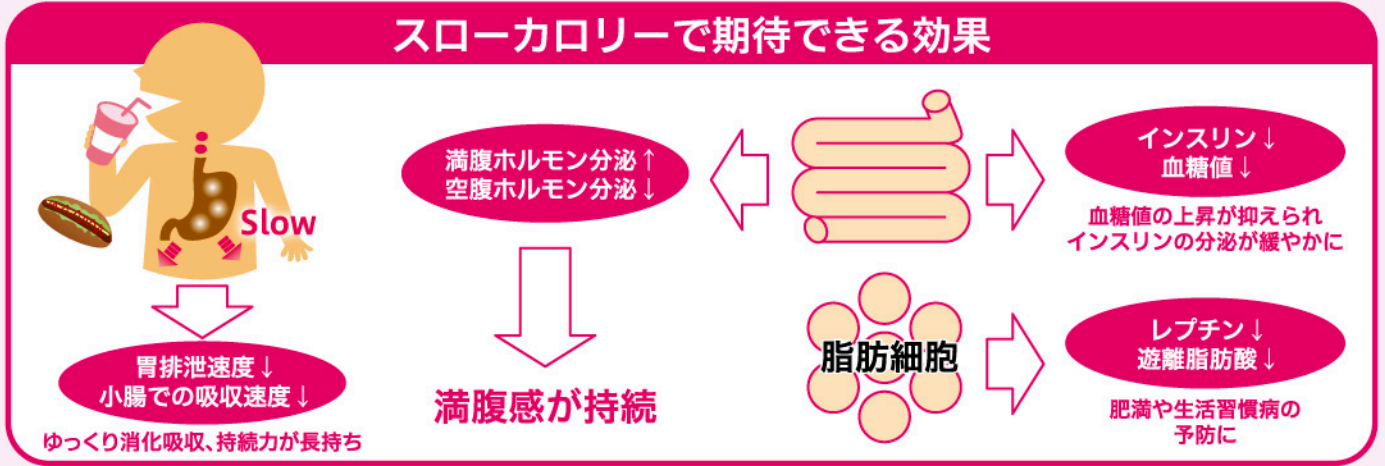 スローカロリーで期待できる効果
Slow
胃排泄速度↓
小腸での吸収速度↓
ゆっくり消化吸収、持続力が長持ち
満腹ホルモン分泌↑
空腹ホルモン分泌↓
満腹感が持続
インスリン↓
血糖値↓
血糖値の上昇が抑えられ
インスリンの分泌が緩やかに
脂肪細胞
レプチン↓
遊離脂肪酸↓
肥満や生活習慣病の
予防に